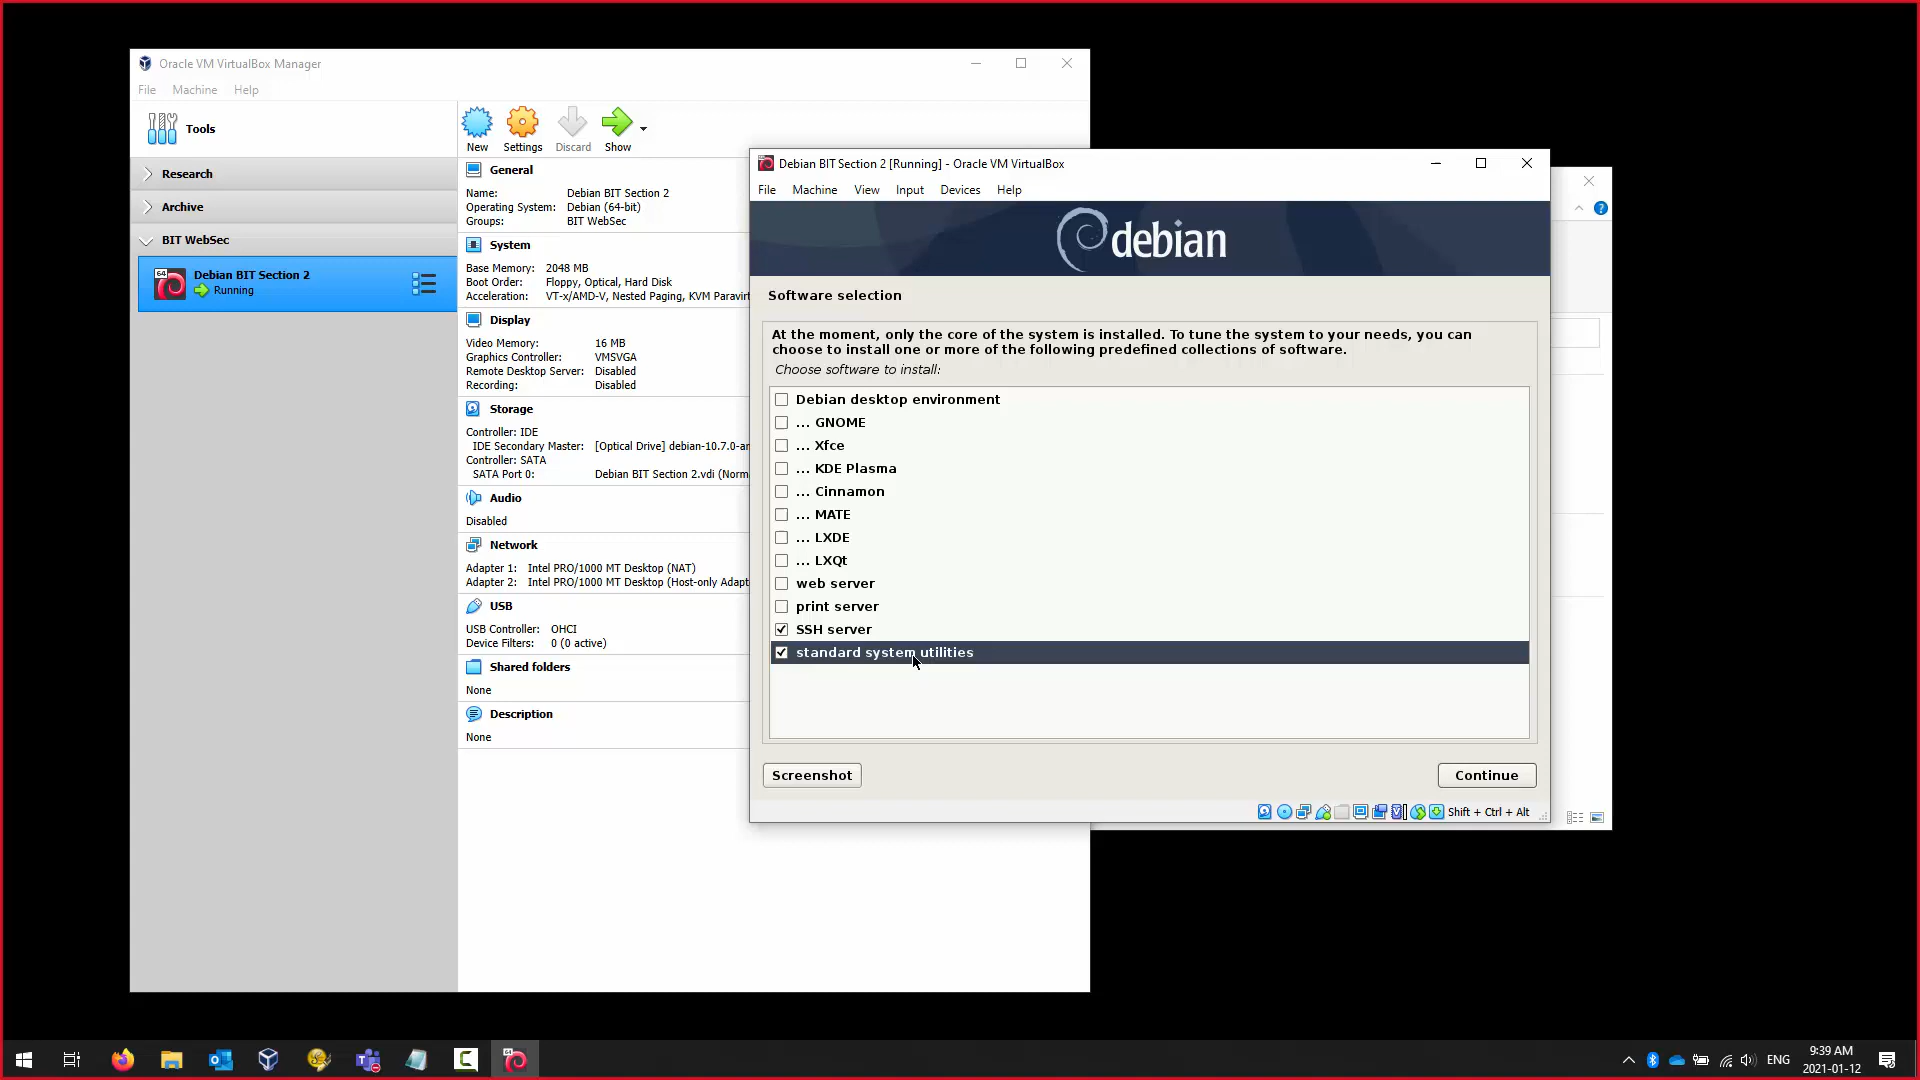 Oracle VM VirtualBox Manager
File Machine Help
Tools
New Settings Discard Show
Research
Archive
BIT WebSec
64
Debian BIT Section 2
Running
General
Name: Debian BIT Section 2
Operating System: Debian (64-bit)
Groups: BIT WebSec
System
Base Memory: 2048 MB
Boot Order: Floppy, Optical, Hard Disk
Acceleration: VT-x/AMD-V, Nested Paging, KVM Paravirt
Display
Video Memory: 16 MB
Graphics Controller: VMSVGA
Remote Desktop Server: Disabled
Recording: Disabled
Storage
Controller: IDE
IDE Secondary Master: [Optical Drive] debian-10.7.0-a
Controller: SATA
SATA Port 0: Debian BIT Section 2.vdi (Norm
Audio
Disabled
Network
Adapter 1: Intel PRO/1000 MT Desktop (NAT)
Adapter 2: Intel PRO/1000 MT Desktop (Host-only Adapt
USB
USB Controller: OHCI
Device Filters: 0 (0 active)
Shared folders
None
Description
None
Debian BIT Section 2 [Running] - Oracle VM VirtualBox
File Machine View Input Devices Help
debian
Software selection
At the moment, only the core of the system is installed. To tune the system to your needs, you can
choose to install one or more of the following predefined collections of software.
Choose software to install:
Debian desktop environment
... GNOME
... Xfce
... KDE Plasma
... Cinnamon
... MATE
... LXDE
... LXQt
web server
print server
SSH server
standard system utilities
Screenshot
Continue
Shift + Ctrl + Alt
ENG
9:39 AM
2021-01-12